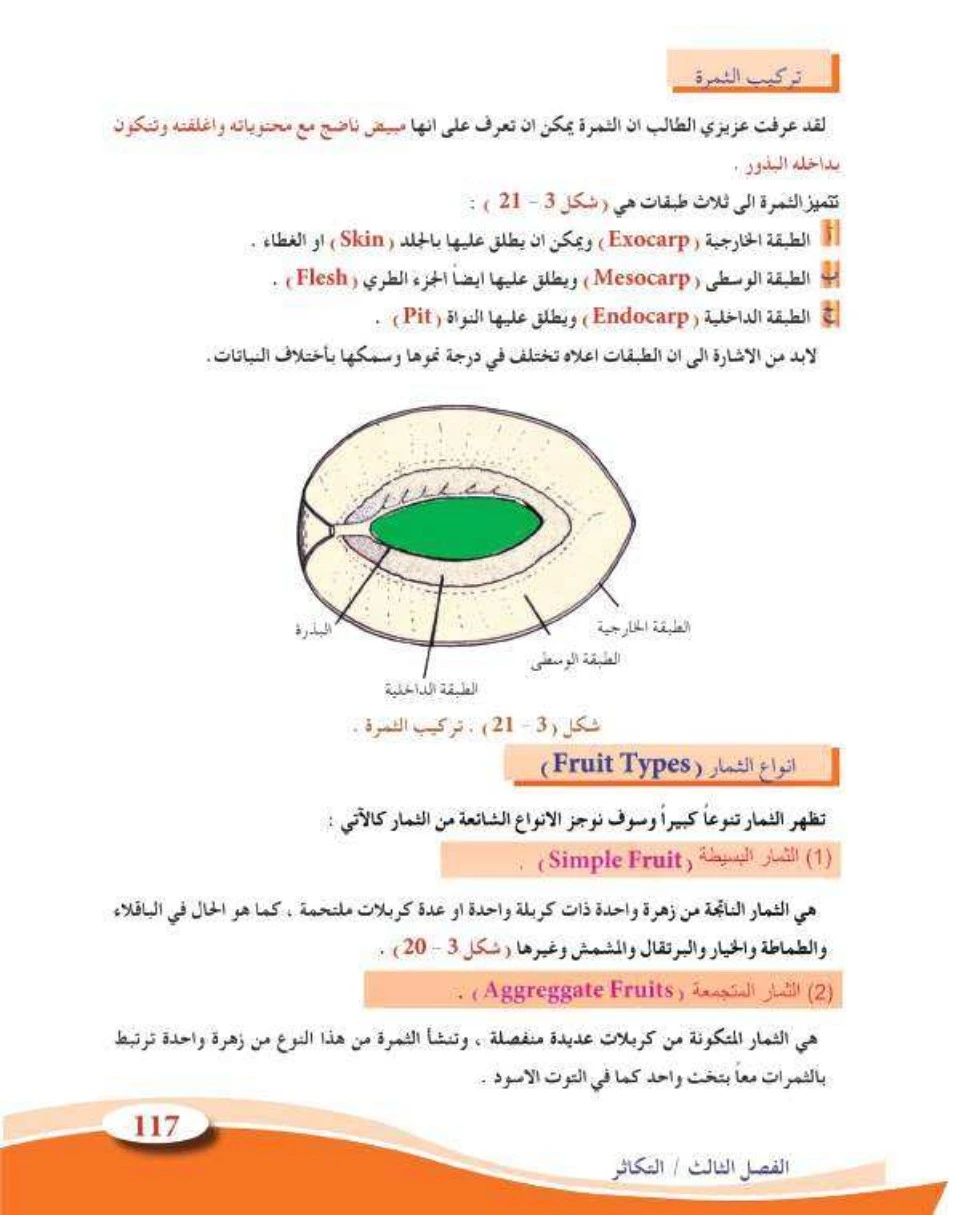 تركيب الثمرة
لقد عرفت عزيزي الطالب ان الثمرة يمكن ان تعرف على انها مبيض ناضج مع محتوياته واغلفته وتتكون
بداخله البذور .
تتميز الثمرة الى ثلاث طبقات هي ( شكل 3 - 21 ) :
أ الطبقة الخارجية ( Exocarp ) ويمكن ان يطلق عليها بالجلد ( Skin ) او الغطاء .
ب الطبقة الوسطى ( Mesocarp ) ويطلق عليها ايضاً الجزء الطري ( Flesh ) .
ج الطبقة الداخلية ( Endocarp ) ويطلق عليها النواة ( Pit ) .
لابد من الاشارة الى ان الطبقات اعلاه تختلف في درجة نموها وسمكها بأختلاف النباتات .
الطبقة الخارجية
البذرة
الطبقة الوسطى
الطبقة الداخلية
شكل ( 3 - 21 ) . تركيب الثمرة .
انواع الثمار ( Fruit Types )
تظهر الثمار تنوعاً كبيراً وسوف نوجز الانواع الشائعة من الثمار كالآتي :
(1) الثمار البسيطة ( Simple Fruit ) .
هي الثمار الناتجة من زهرة واحدة ذات كربلة واحدة او عدة كربلات ملتحمة ، كما هو الحال في الباقلاء
والطماطة والخيار والبرتقال والمشمش وغيرها ( شكل 3 - 20 ) .
(2) الثمار المتجمعة ( Aggreggate Fruits ) .
هي الثمار المتكونة من كربلات عديدة منفصلة ، وتنشأ الثمرة من هذا النوع من زهرة واحدة ترتبط
بالثمرات معاً بتخت واحد كما في التوت الاسود .
117
الفصل الثالث / التكاثر